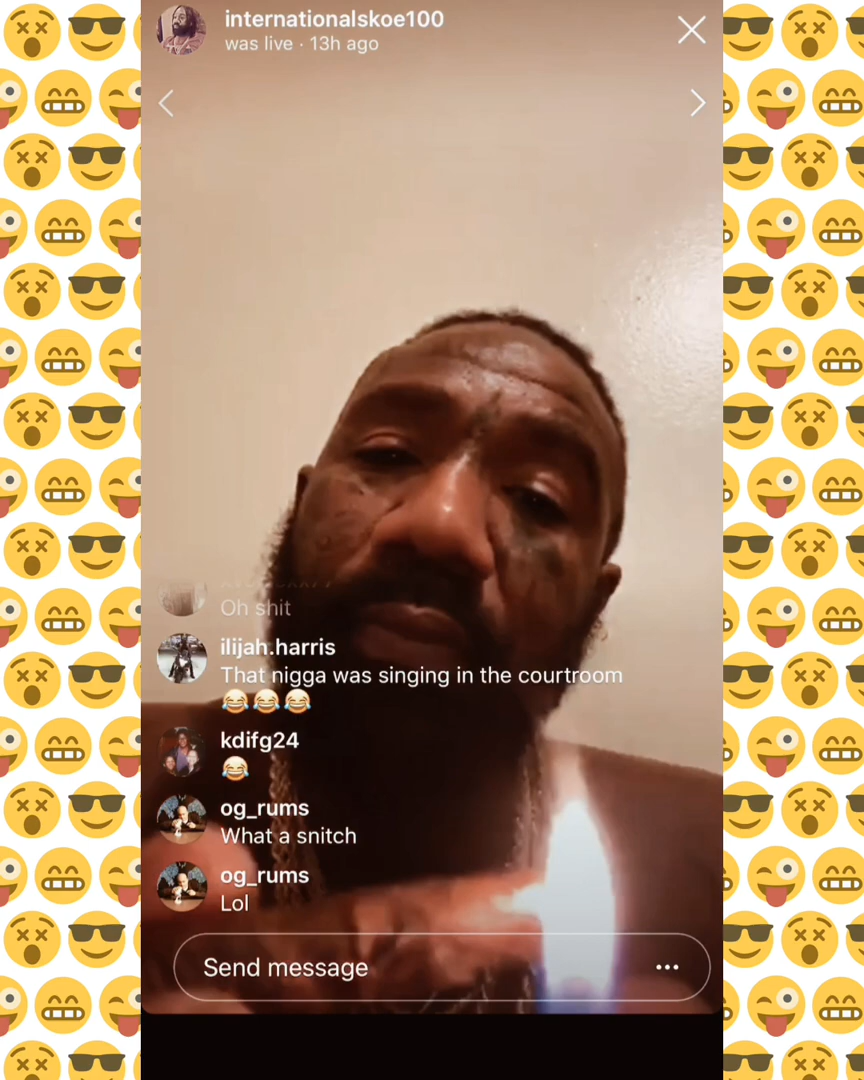 internationalskoe100
was live · 13h ago
Oh shit
ilijah.harris
That nigga was singing in the courtroom
😂😂😂
kdifg24
😂
og_rums
What a snitch
og_rums
Lol
Send message